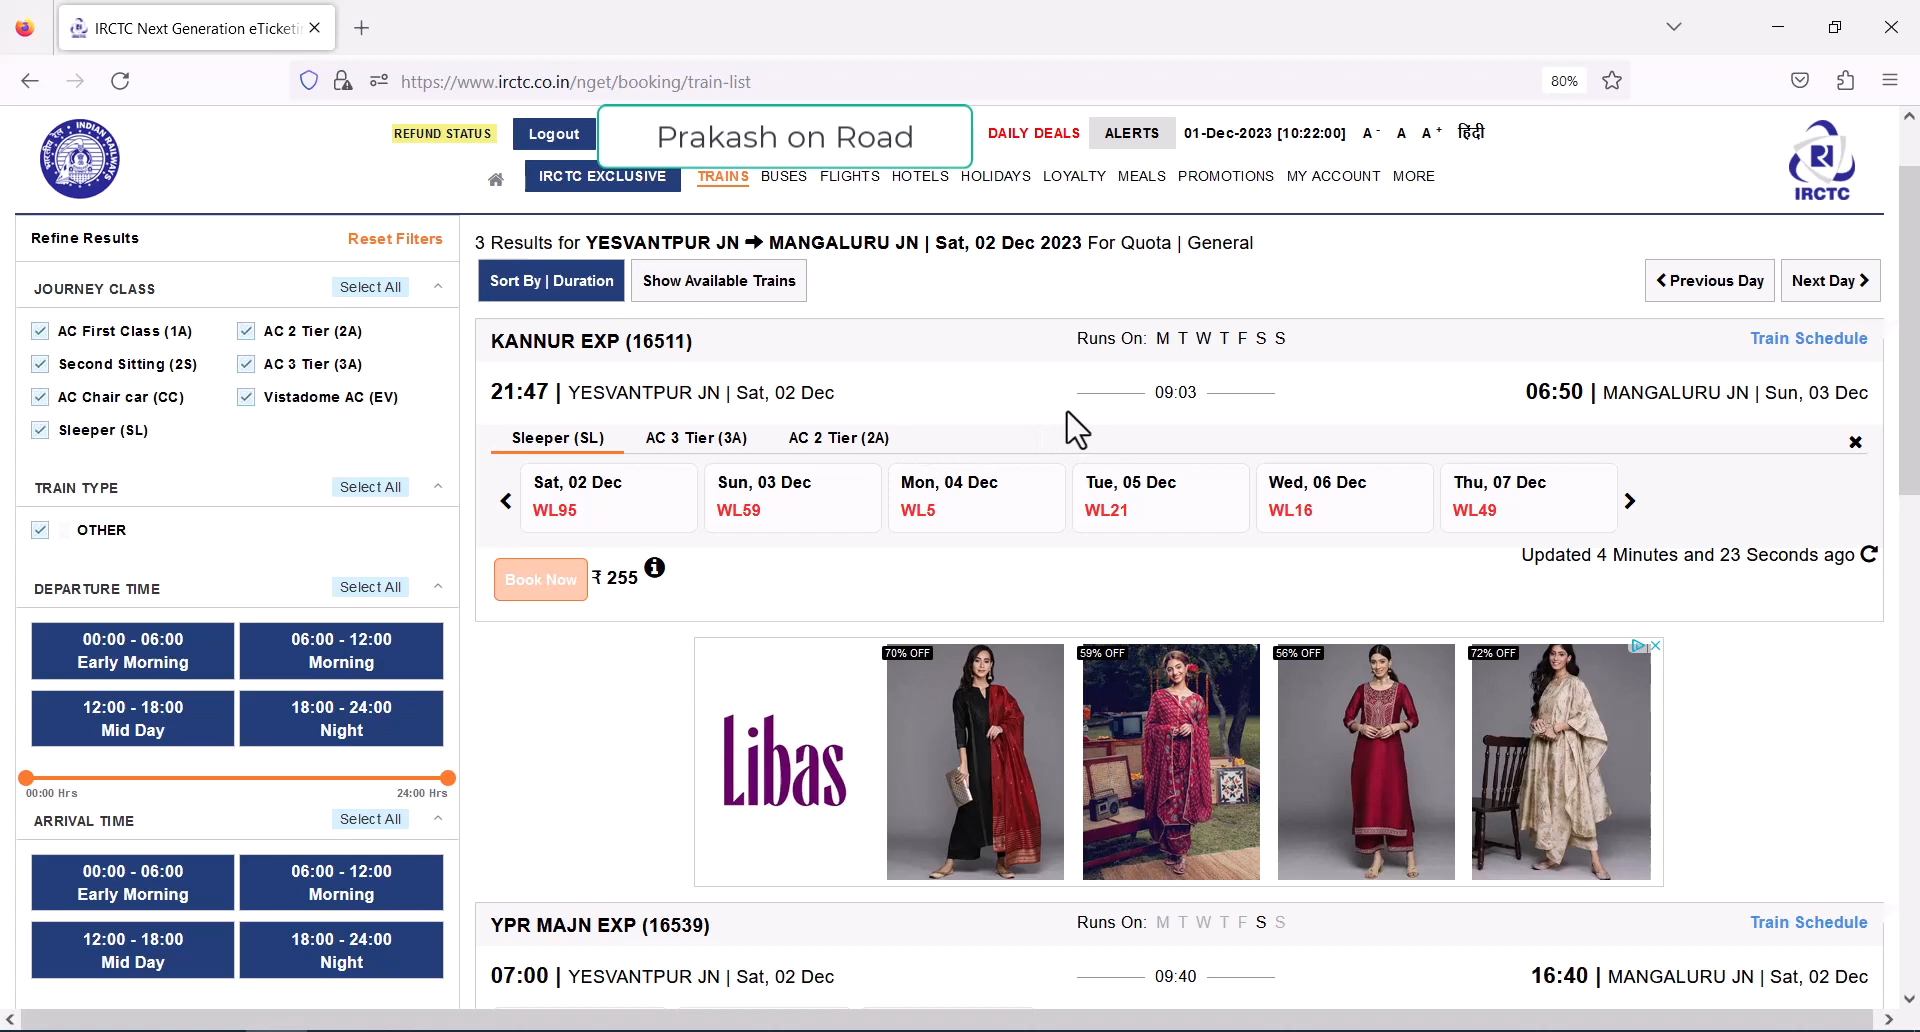 IRCTC Next Generation eTicketi
https://www.irctc.co.in/nget/booking/train-list
80%
INDIAN RAILWAYS
REFUND STATUS
Logout
Prakash on Road
DAILY DEALS
ALERTS
01-Dec-2023 [10:22:00]
A-
A
A+
हिंदी
IRCTC EXCLUSIVE
TRAINS
BUSES
FLIGHTS
HOTELS
HOLIDAYS
LOYALTY
MEALS
PROMOTIONS
MY ACCOUNT
MORE
IRCTC
Refine Results
Reset Filters
JOURNEY CLASS
Select All
AC First Class (1A)
AC 2 Tier (2A)
Second Sitting (2S)
AC 3 Tier (3A)
AC Chair car (CC)
Vistadome AC (EV)
Sleeper (SL)
TRAIN TYPE
Select All
OTHER
DEPARTURE TIME
Select All
00:00 - 06:00
Early Morning
06:00 - 12:00
Morning
12:00 - 18:00
Mid Day
18:00 - 24:00
Night
00:00 Hrs
24:00 Hrs
ARRIVAL TIME
Select All
00:00 - 06:00
Early Morning
06:00 - 12:00
Morning
12:00 - 18:00
Mid Day
18:00 - 24:00
Night
3 Results for YESVANTPUR JN ➔ MANGALURU JN | Sat, 02 Dec 2023 For Quota | General
Sort By | Duration
Show Available Trains
Previous Day
Next Day
KANNUR EXP (16511)
Runs On: M T W T F S S
Train Schedule
21:47 | YESVANTPUR JN | Sat, 02 Dec
09:03
06:50 | MANGALURU JN | Sun, 03 Dec
Sleeper (SL)
AC 3 Tier (3A)
AC 2 Tier (2A)
Sat, 02 Dec
WL95
Sun, 03 Dec
WL59
Mon, 04 Dec
WL5
Tue, 05 Dec
WL21
Wed, 06 Dec
WL16
Thu, 07 Dec
WL49
Book Now
₹ 255
Updated 4 Minutes and 23 Seconds ago
Libas
70% OFF
59% OFF
56% OFF
72% OFF
YPR MAJN EXP (16539)
Runs On: M T W T F S S
Train Schedule
07:00 | YESVANTPUR JN | Sat, 02 Dec
09:40
16:40 | MANGALURU JN | Sat, 02 Dec